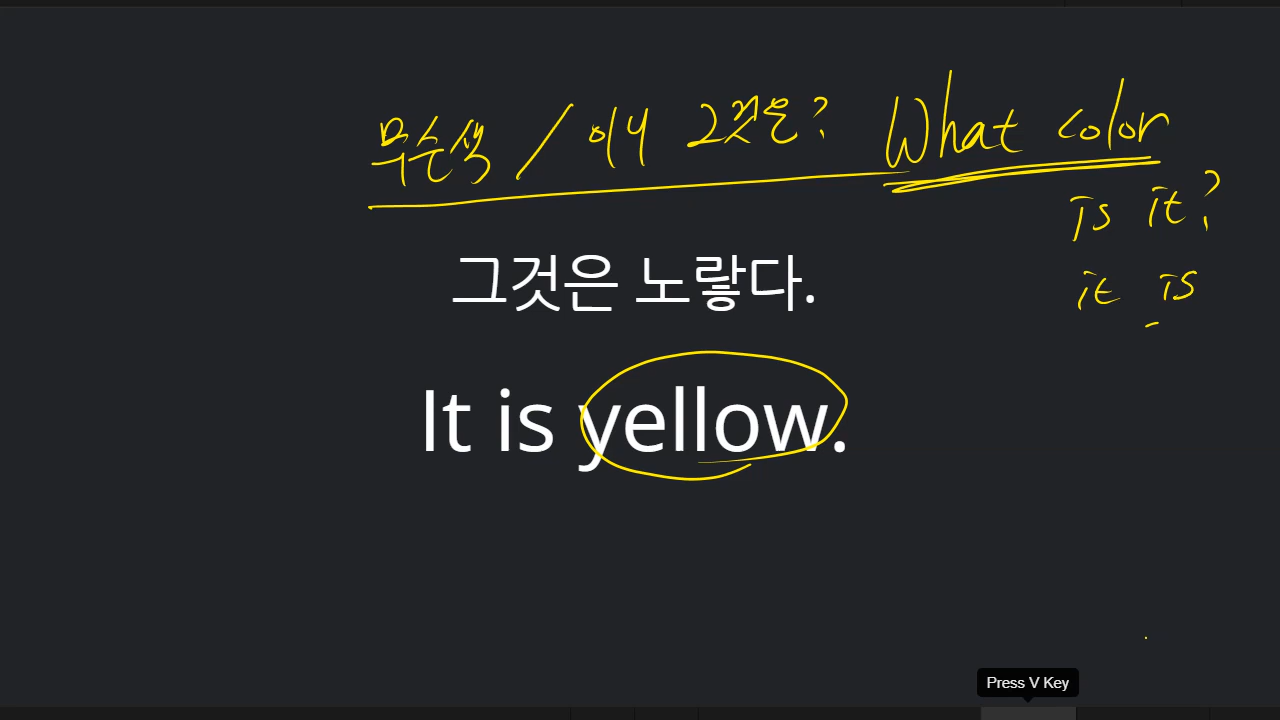 무슨색 / 이니 그것은? What color
is it?
그것은 노랗다.
it is
It is yellow.
Press V Key